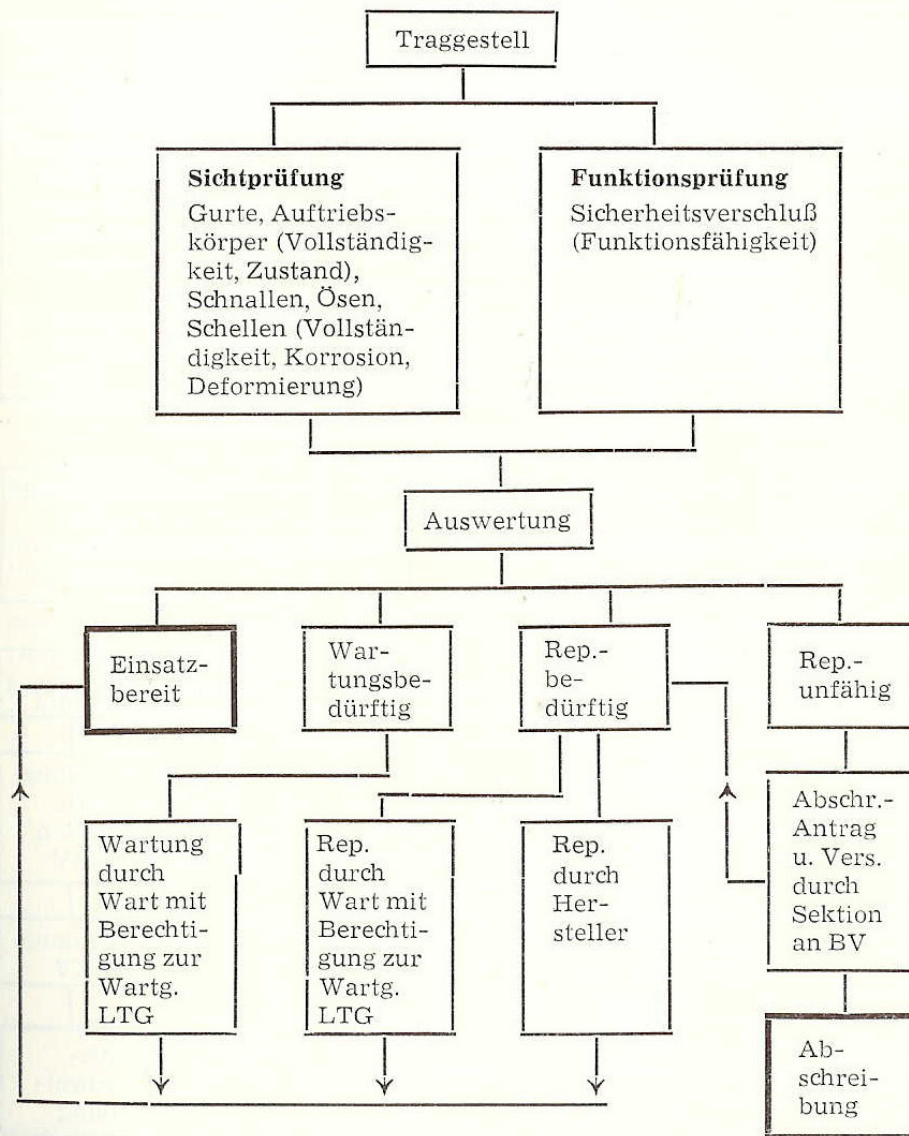 Traggestell
Sichtprüfung
Gurte, Auftriebs-
körper (Vollständig-
keit, Zustand),
Schnallen, Ösen,
Schellen (Vollstän-
digkeit, Korrosion,
Deformierung)
Funktionsprüfung
Sicherheitsverschluß
(Funktionsfähigkeit)
Auswertung
Einsatz-
bereit
War-
tungsbe-
dürftig
Rep.-
be-
dürftig
Rep.-
unfähig
Wartung
durch
Wart mit
Berechti-
gung zur
Wartg.
LTG
Rep.
durch
Wart mit
Berechti-
gung zur
Wartg.
LTG
Rep.
durch
Her-
steller
Abschr.-
Antrag
u. Vers.
durch
Sektion
an BV
Ab-
schrei-
bung